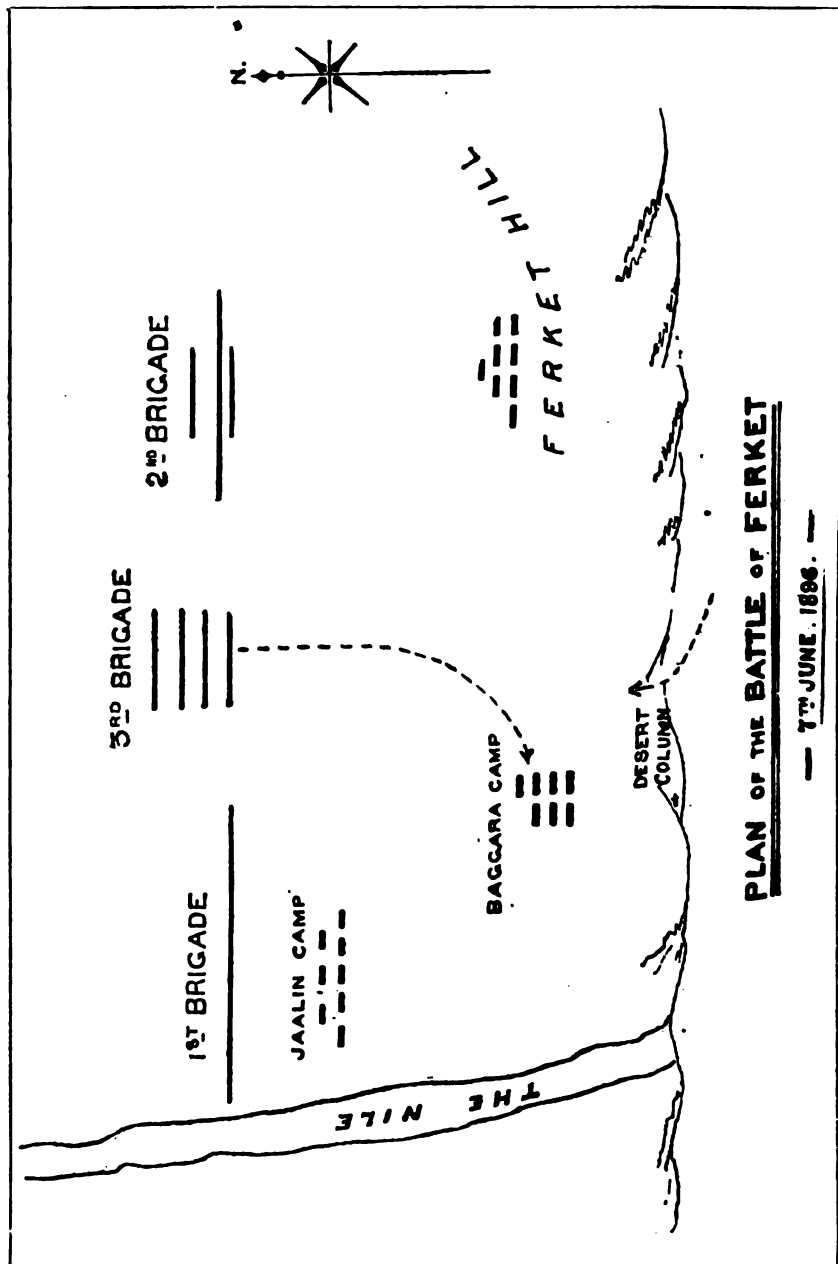 3RD BRIGADE
2ND BRIGADE
1ST BRIGADE
N.
JAALIN CAMP
THE NILE
BAGGARA CAMP
FERKET HILL
DESERT
COLUMN
PLAN OF THE BATTLE OF FERKET
— 7TH JUNE. 1896. —